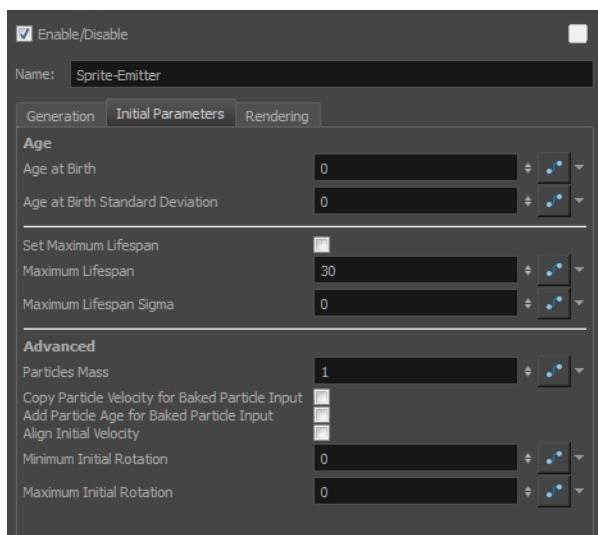 Enable/Disable
Name: Sprite-Emitter
Generation Initial Parameters Rendering
Age
Age at Birth 0
Age at Birth Standard Deviation 0
Set Maximum Lifespan
Maximum Lifespan 30
Maximum Lifespan Sigma 0
Advanced
Particles Mass 1
Copy Particle Velocity for Baked Particle Input
Add Particle Age for Baked Particle Input
Align Initial Velocity
Minimum Initial Rotation 0
Maximum Initial Rotation 0